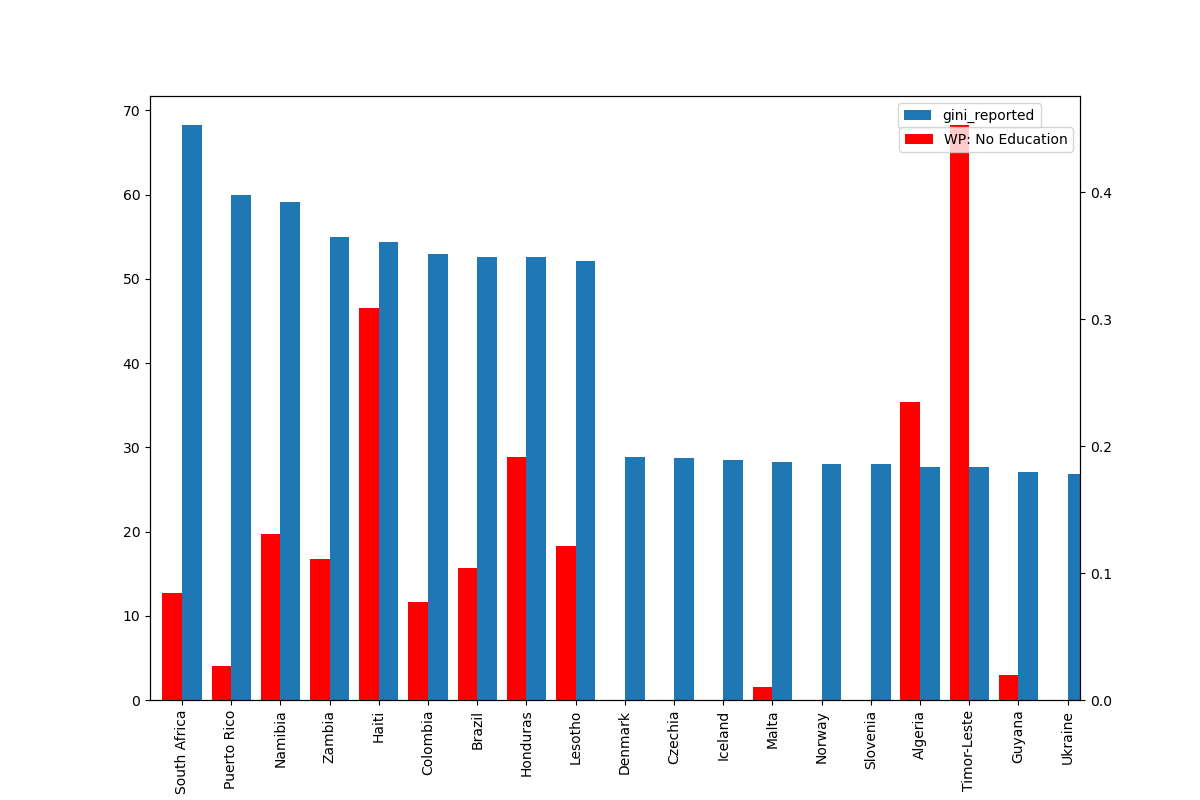 gini_reported
WP: No Education
70
60
50
40
30
20
10
0
0.4
0.3
0.2
0.1
0.0
South Africa
Puerto Rico
Namibia
Zambia
Haiti
Colombia
Brazil
Honduras
Lesotho
Denmark
Czechia
Iceland
Malta
Norway
Slovenia
Algeria
Timor-Leste
Guyana
Ukraine